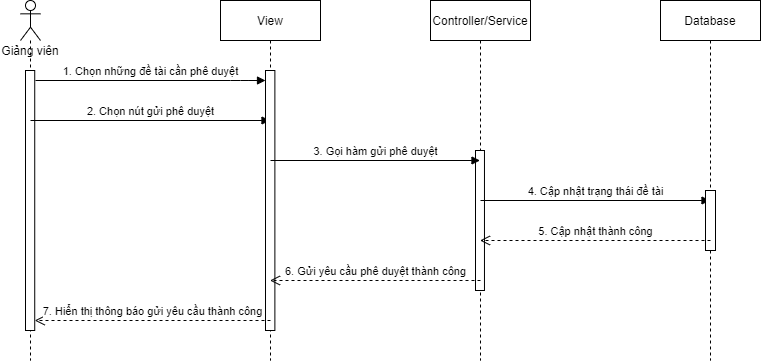 View
Controller/Service
Database
Giảng viên
1. Chọn những đề tài cần phê duyệt
2. Chọn nút gửi phê duyệt
3. Gọi hàm gửi phê duyệt
4. Cập nhật trạng thái đề tài
5. Cập nhật thành công
6. Gửi yêu cầu phê duyệt thành công
7. Hiển thị thông báo gửi yêu cầu thành công